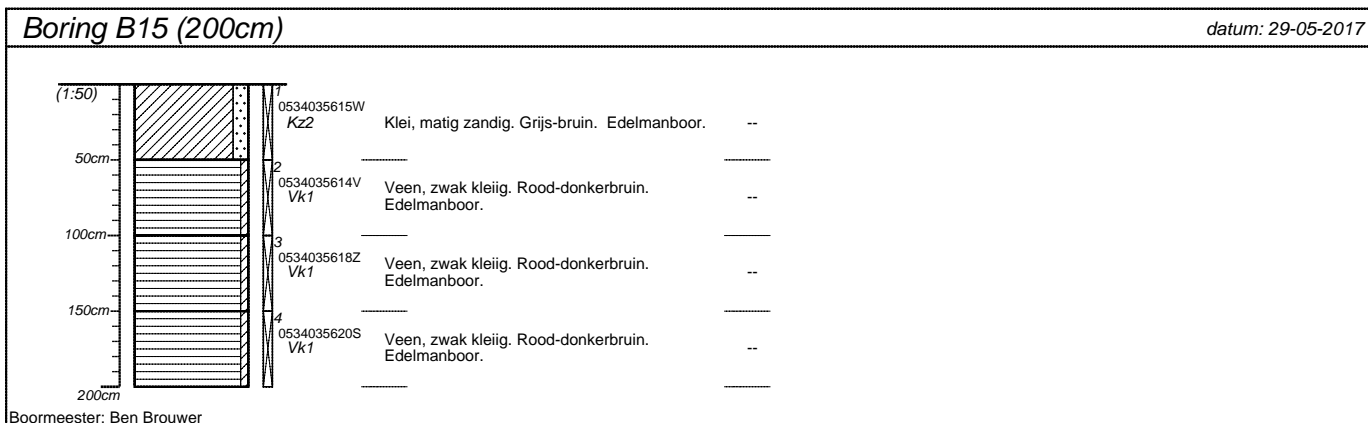 Boring B15 (200cm)
datum: 29-05-2017
(1:50)
1
0534035615W
Kz2
Klei, matig zandig. Grijs-bruin. Edelmanboor.
--
50cm
2
0534035614V
Vk1
Veen, zwak kleiig. Rood-donkerbruin.
Edelmanboor.
--
100cm
3
0534035618Z
Vk1
Veen, zwak kleiig. Rood-donkerbruin.
Edelmanboor.
--
150cm
4
0534035620S
Vk1
Veen, zwak kleiig. Rood-donkerbruin.
Edelmanboor.
--
200cm
Boormeester: Ben Brouwer